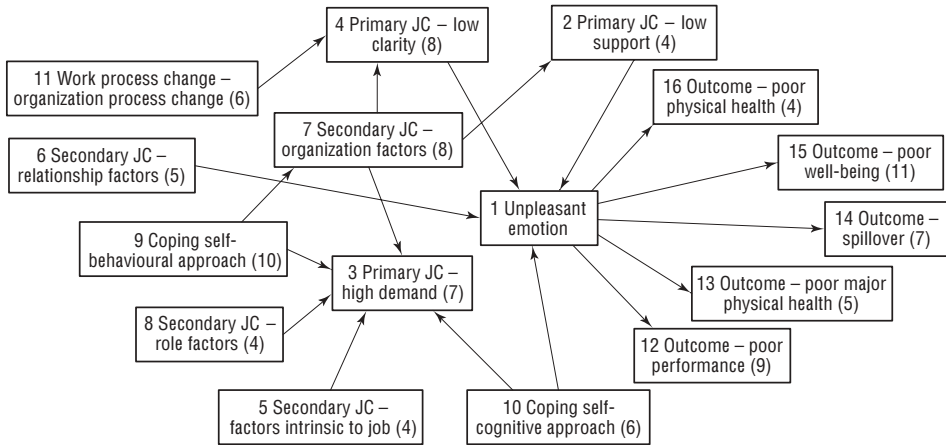 4 Primary JC – low
clarity (8)
2 Primary JC – low
support (4)
11 Work process change –
organization process change (6)
16 Outcome – poor
physical health (4)
7 Secondary JC –
organization factors (8)
6 Secondary JC –
relationship factors (5)
15 Outcome – poor
well-being (11)
1 Unpleasant
emotion
14 Outcome –
spillover (7)
9 Coping self-
behavioural approach (10)
3 Primary JC –
high demand (7)
13 Outcome – poor major
physical health (5)
8 Secondary JC –
role factors (4)
12 Outcome – poor
performance (9)
5 Secondary JC –
factors intrinsic to job (4)
10 Coping self-
cognitive approach (6)